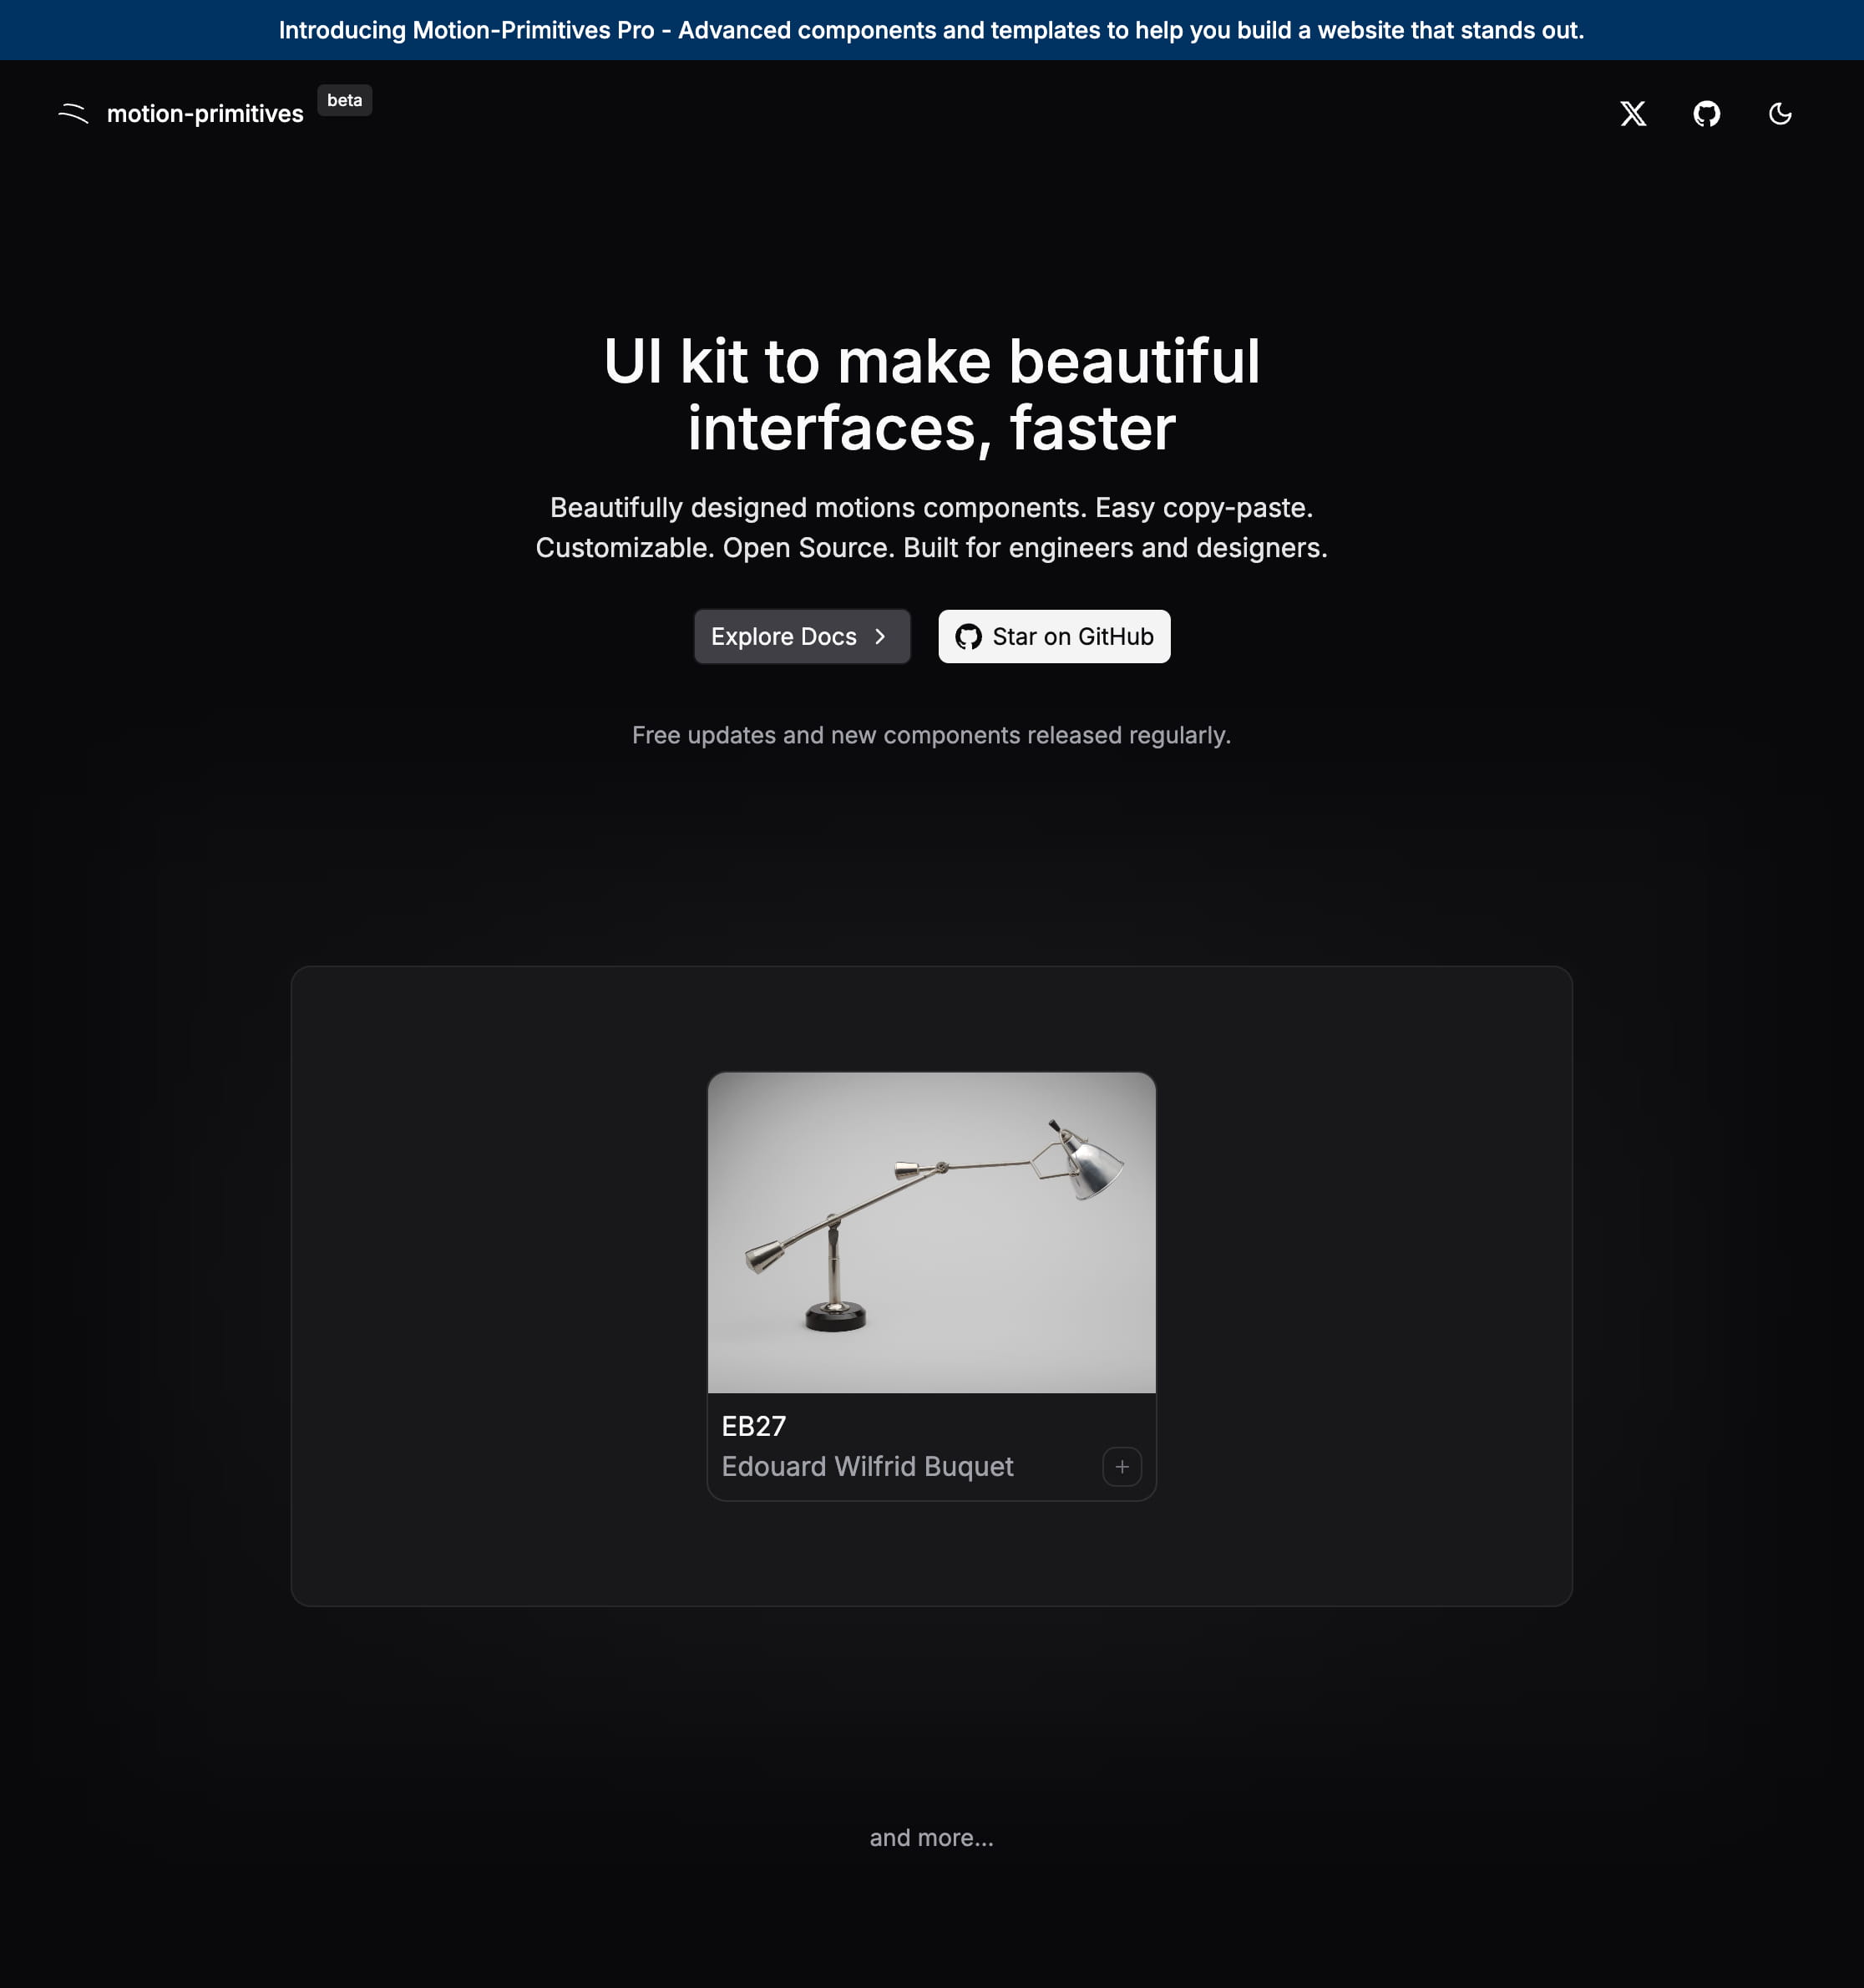 Introducing Motion-Primitives Pro - Advanced components and templates to help you build a website that stands out.
motion-primitives
beta
UI kit to make beautiful
interfaces, faster
Beautifully designed motions components. Easy copy-paste.
Customizable. Open Source. Built for engineers and designers.
Explore Docs
Star on GitHub
Free updates and new components released regularly.
EB27
Edouard Wilfrid Buquet
and more...